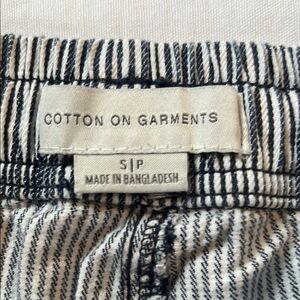 COTTON ON GARMENTS
S|P
MADE IN BANGLADESH